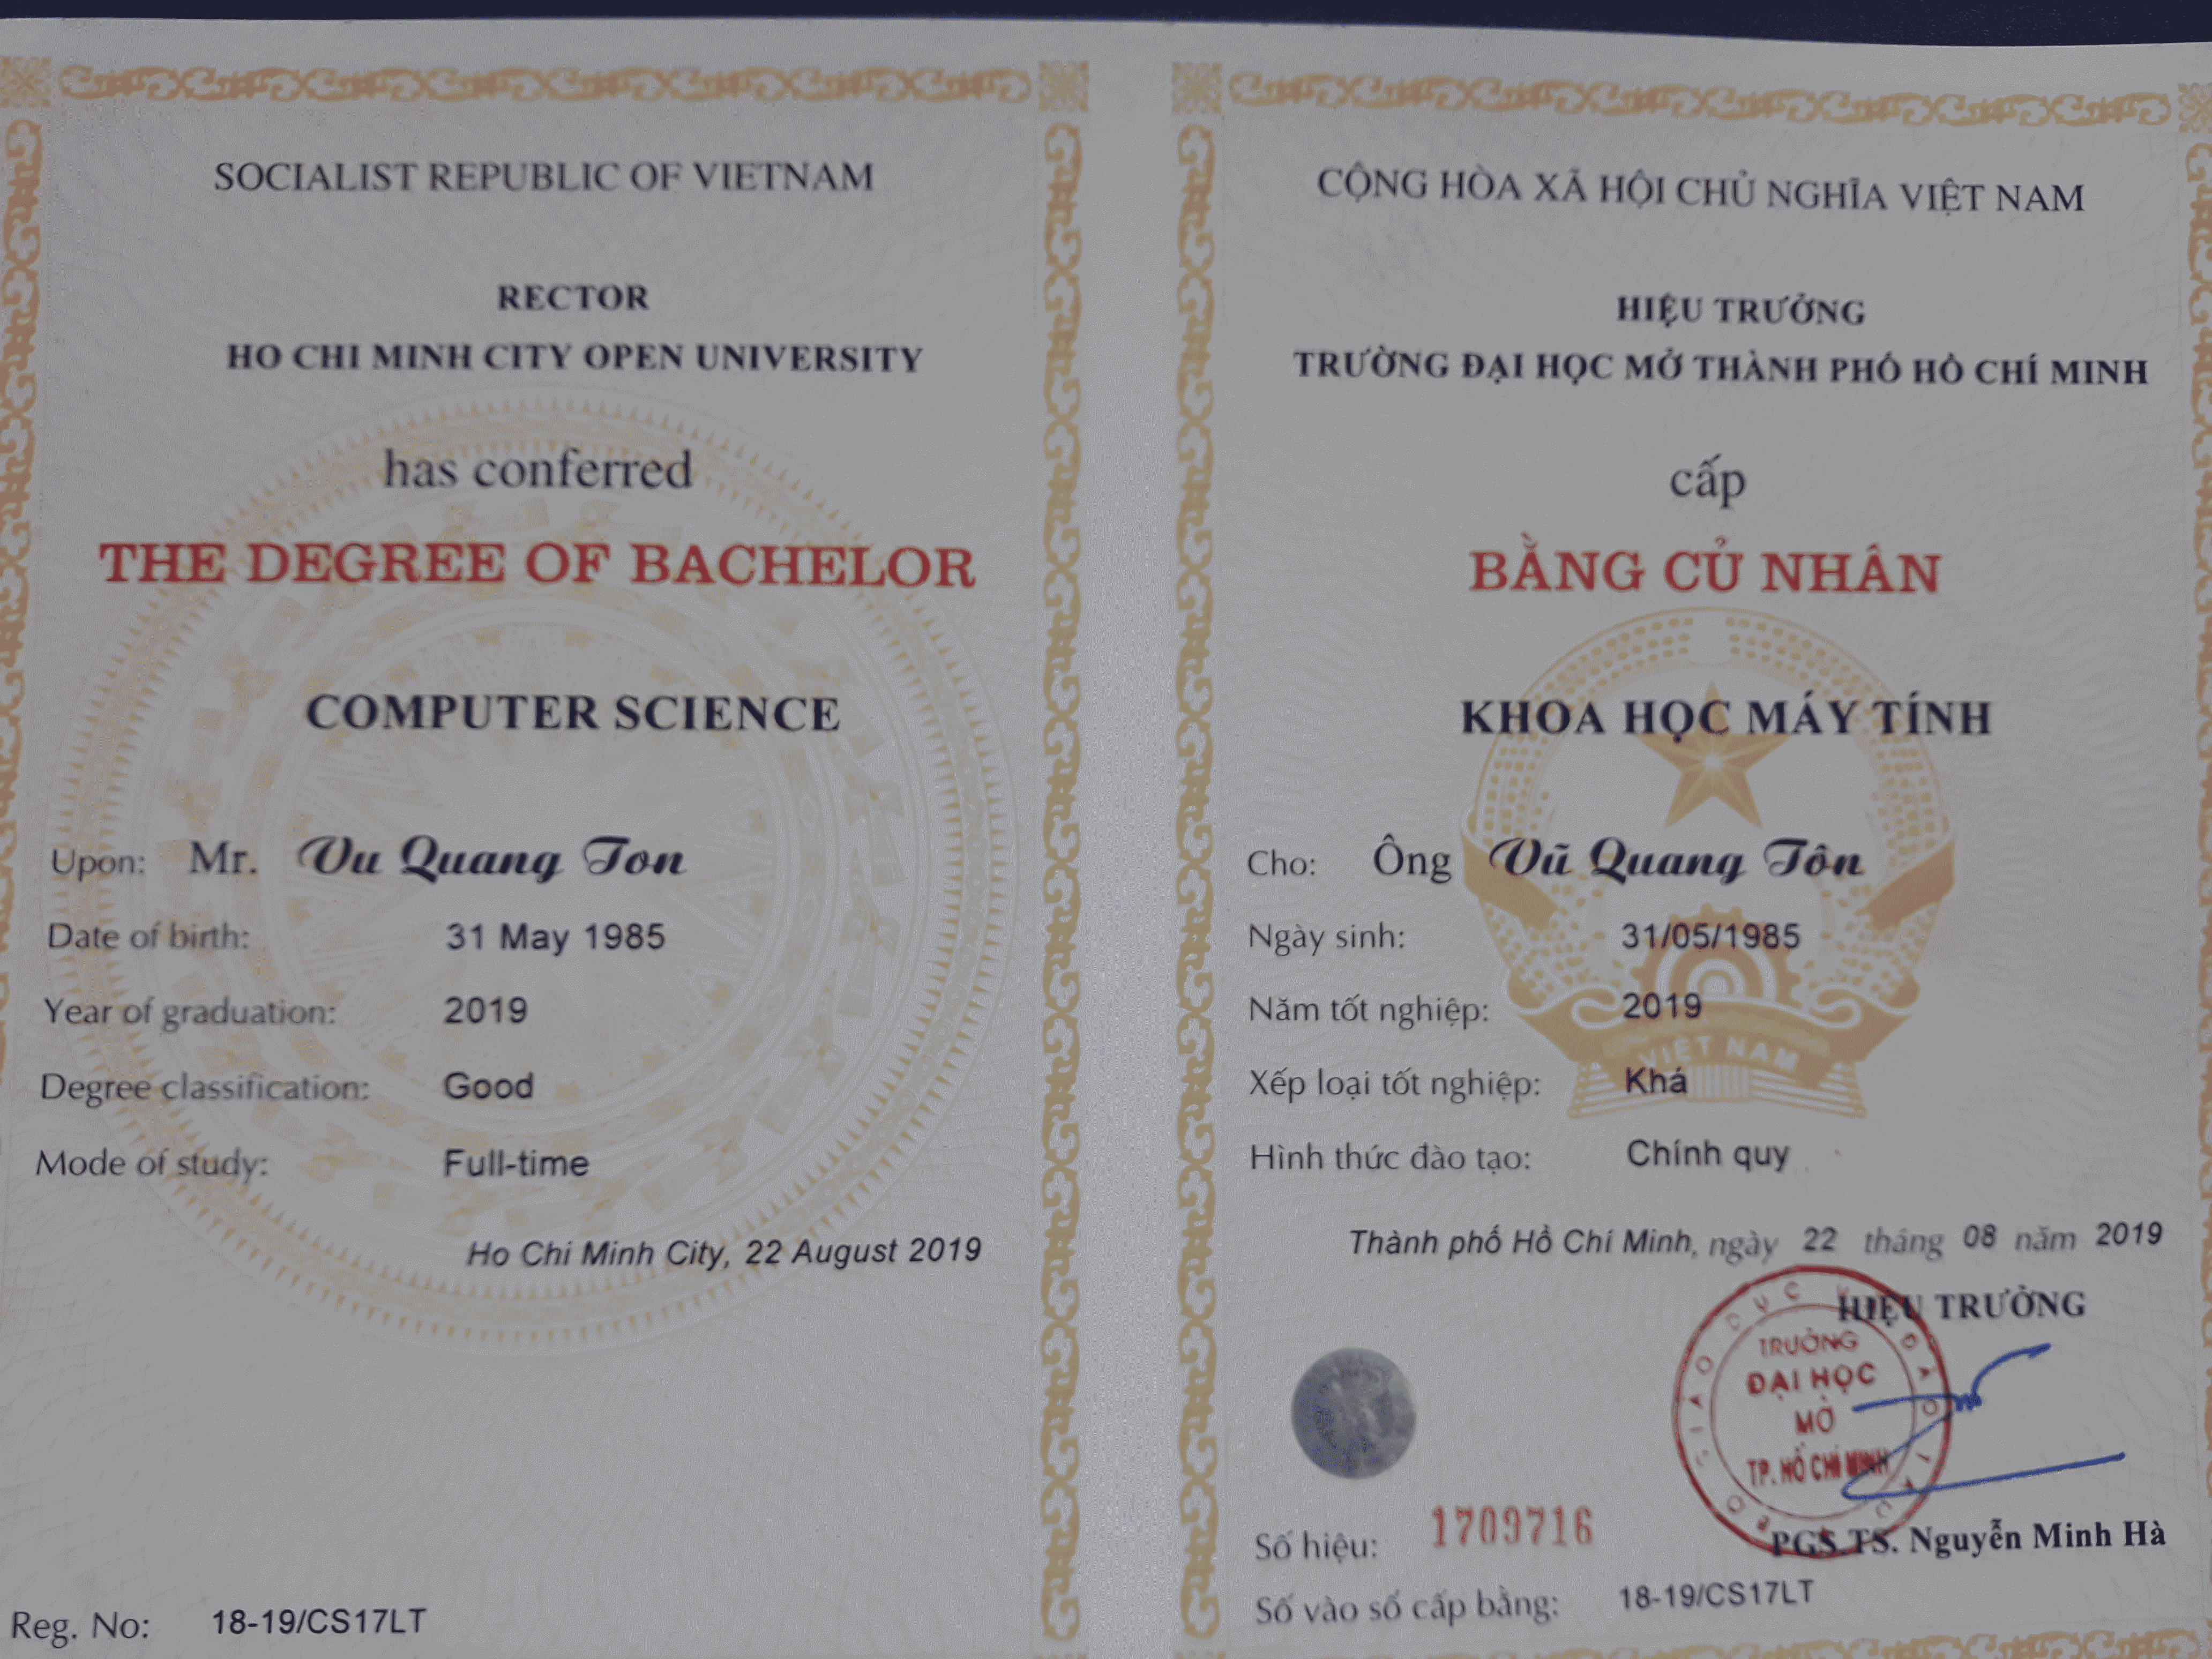 SOCIALIST REPUBLIC OF VIETNAM
RECTOR
HO CHI MINH CITY OPEN UNIVERSITY
has conferred
THE DEGREE OF BACHELOR
COMPUTER SCIENCE
Upon: Mr. Vu Quang Ton
Date of birth: 31 May 1985
Year of graduation: 2019
Degree classification: Good
Mode of study: Full-time
Ho Chi Minh City, 22 August 2019
Reg. No: 18-19/CS17LT
CỘNG HÒA XÃ HỘI CHỦ NGHĨA VIỆT NAM
HIỆU TRƯỞNG
TRƯỜNG ĐẠI HỌC MỞ THÀNH PHỐ HỒ CHÍ MINH
cấp
BẰNG CỬ NHÂN
KHOA HỌC MÁY TÍNH
Cho: Ông Vũ Quang Tôn
Ngày sinh: 31/05/1985
Năm tốt nghiệp: 2019
VIỆT NAM
Xếp loại tốt nghiệp: Khá
Hình thức đào tạo: Chính quy
Thành phố Hồ Chí Minh, ngày 22 tháng 08 năm 2019
HIỆU TRƯỞNG
TRƯỜNG
ĐẠI HỌC
MỞ
TP. HỒ CHÍ MINH
Số hiệu: 1709716
PGS.TS. Nguyễn Minh Hà
Số vào sổ cấp bằng: 18-19/CS17LT